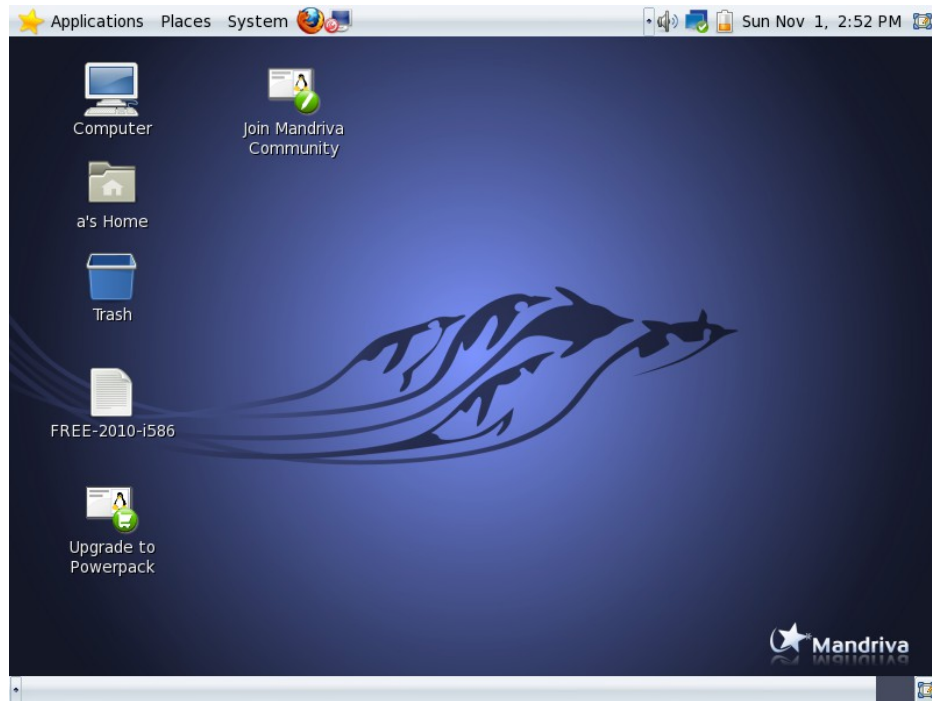 Applications Places System
Sun Nov 1, 2:52 PM
Computer
Join Mandriva
Community
a's Home
Trash
FREE-2010-i586
Upgrade to
Powerpack
Mandriva